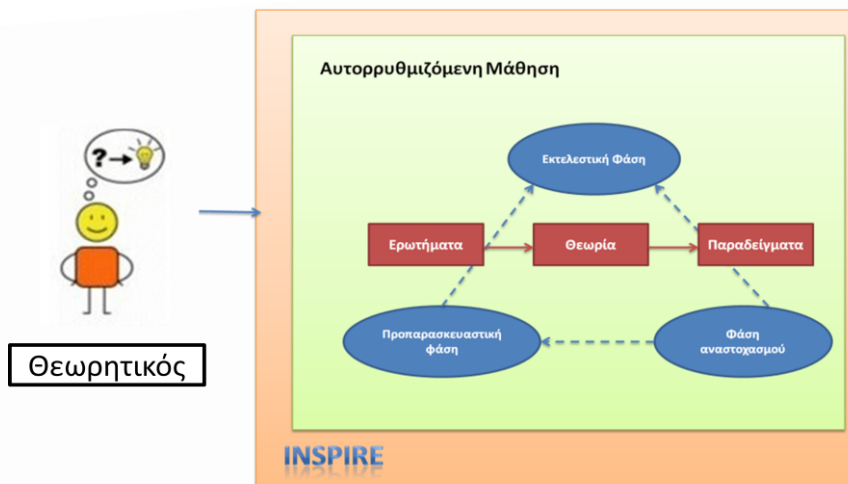 Αυτορρυθμιζόμενη Μάθηση
?
Εκτελεστική Φάση
Ερωτήματα
Θεωρία
Παραδείγματα
Προπαρασκευαστική
φάση
Φάση
αναστοχασμού
Θεωρητικός
INSPIRE